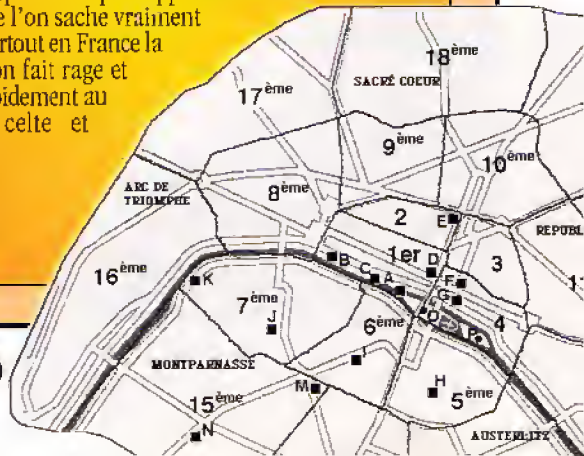 e l'on sache vraiment
rtout en France la
on fait rage et
pidement au
celte et
18ème
SACRÉ COEUR
17ème
9ème
10ème
ARC DE
TRIOMPHE
8ème
2
E
REPUBL
1er
D
3
16ème
B
C
A
F
G
K
7ème
J
6ème
O
4
P
MONTPARNASSE
I
M
H
15ème
5ème
N
AUSTERLITZ